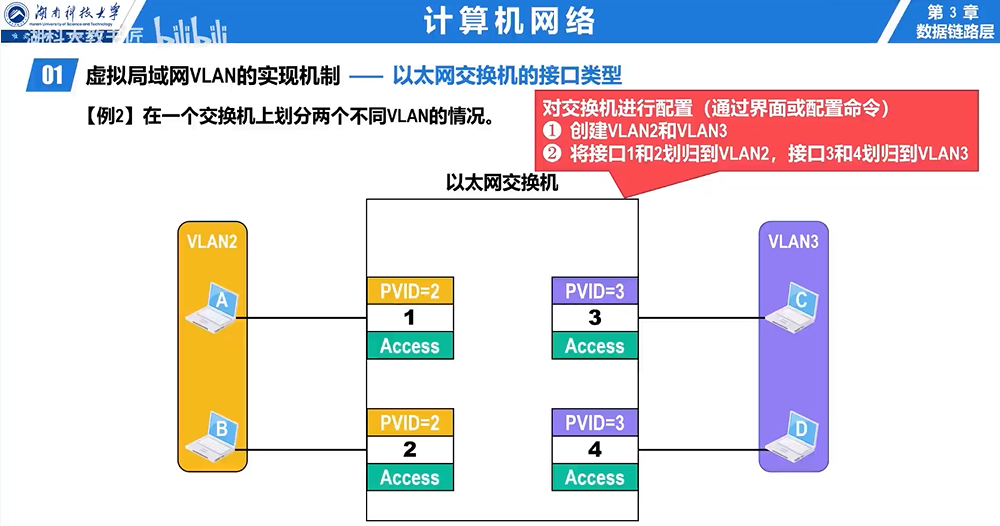 湖南科技大学
Hunan University of Science and Technology
湖科大教书匠 bilibili
计算机网络
第 3 章
数据链路层
01 虚拟局域网VLAN的实现机制 —— 以太网交换机的接口类型
【例2】在一个交换机上划分两个不同VLAN的情况。
对交换机进行配置（通过界面或配置命令）
❶ 创建VLAN2和VLAN3
❷ 将接口1和2划归到VLAN2，接口3和4划归到VLAN3
以太网交换机
VLAN2
VLAN3
A
PVID=2
1
Access
PVID=3
3
Access
C
B
PVID=2
2
Access
PVID=3
4
Access
D